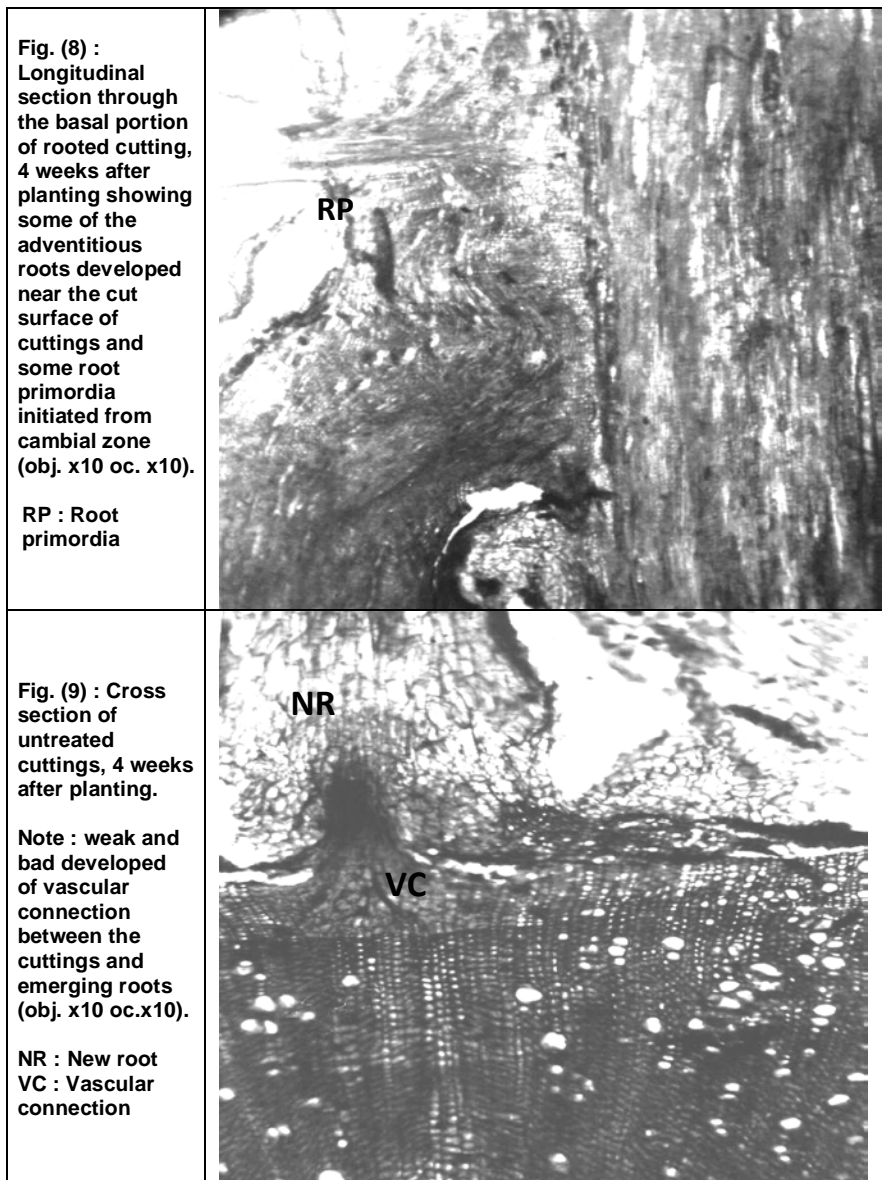 Fig. (8) :
Longitudinal
section through
the basal portion
of rooted cutting,
4 weeks after
planting showing
some of the
adventitious
roots developed
near the cut
surface of
cuttings and
some root
primordia
initiated from
cambial zone
(obj. x10 oc. x10).
RP : Root
primordia
RP
Fig. (9) : Cross
section of
untreated
cuttings, 4 weeks
after planting.
Note : weak and
bad developed
of vascular
connection
between the
cuttings and
emerging roots
(obj. x10 oc.x10).
NR : New root
VC : Vascular
connection
NR
VC